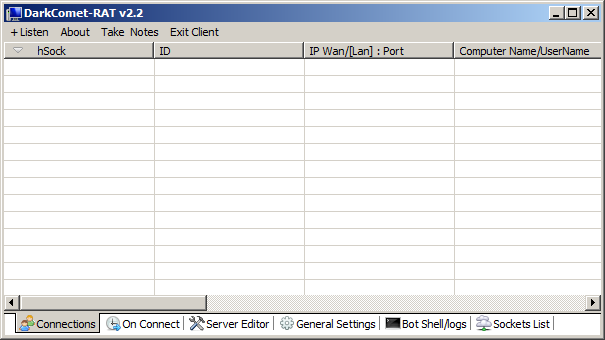 DarkComet-RAT v2.2
+ Listen About Take Notes Exit Client
hSock ID IP Wan/[Lan] : Port Computer Name/UserName
Connections On Connect Server Editor General Settings Bot Shell/logs Sockets List